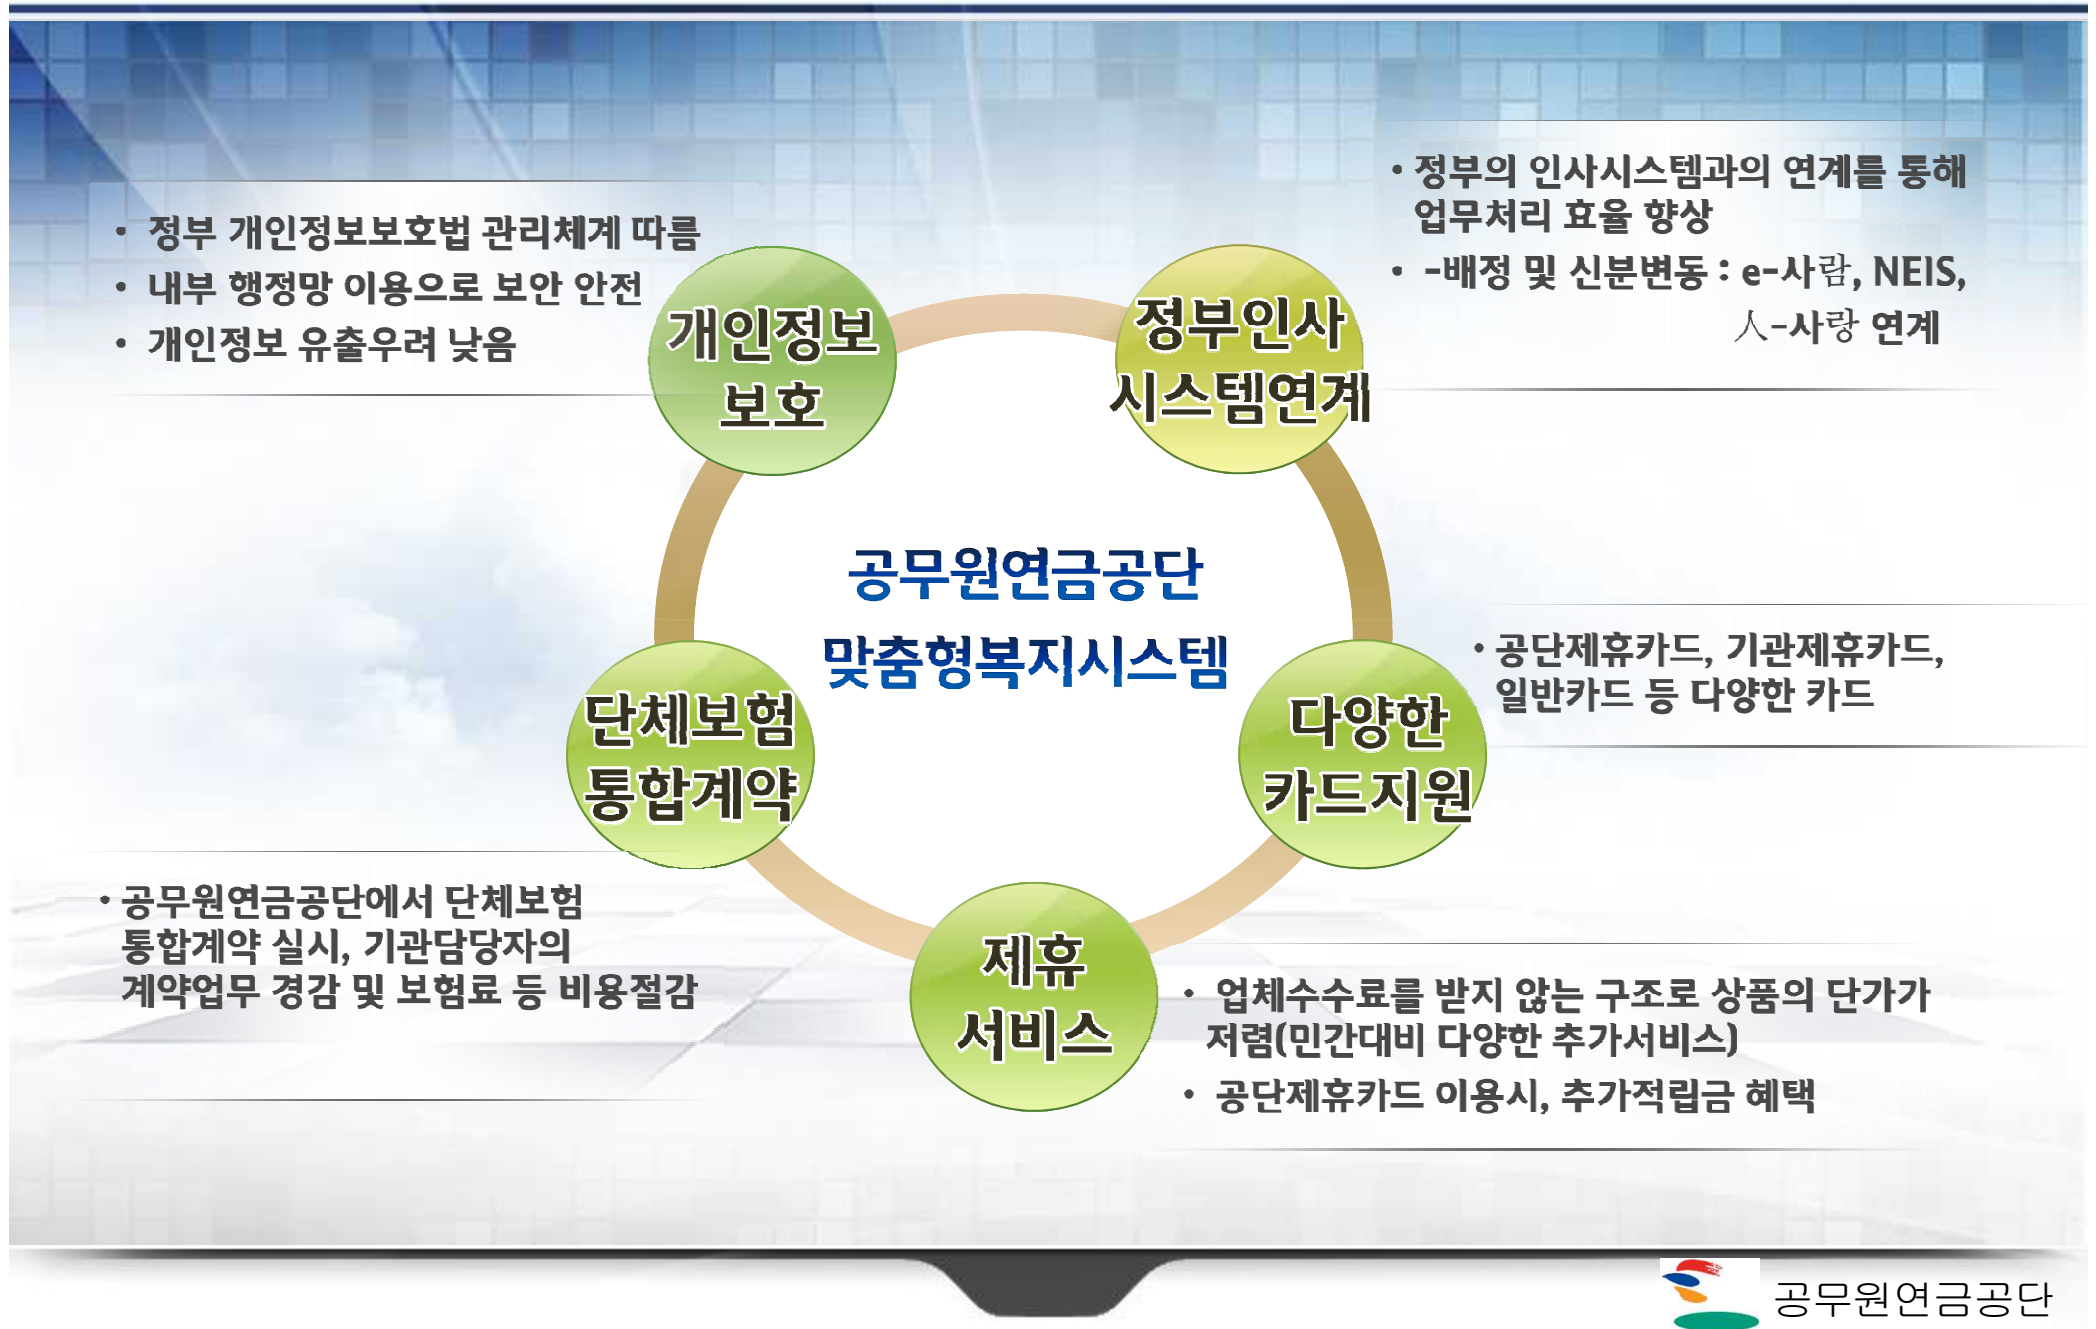 • 정부 개인정보보호법 관리체계 따름
• 내부 행정망 이용으로 보안 안전
• 개인정보 유출우려 낮음
개인정보
보호
• 정부의 인사시스템과의 연계를 통해
업무처리 효율 향상
• -배정 및 신분변동 : e-사람, NEIS,
人-사랑 연계
정부인사
시스템연계
공무원연금공단
맞춤형복지시스템
단체보험
통합계약
• 공무원연금공단에서 단체보험
통합계약 실시, 기관담당자의
계약업무 경감 및 보험료 등 비용절감
다양한
카드지원
• 공단제휴카드, 기관제휴카드,
일반카드 등 다양한 카드
제휴
서비스
• 업체수수료를 받지 않는 구조로 상품의 단가가
저렴(민간대비 다양한 추가서비스)
• 공단제휴카드 이용시, 추가적립금 혜택
공무원연금공단